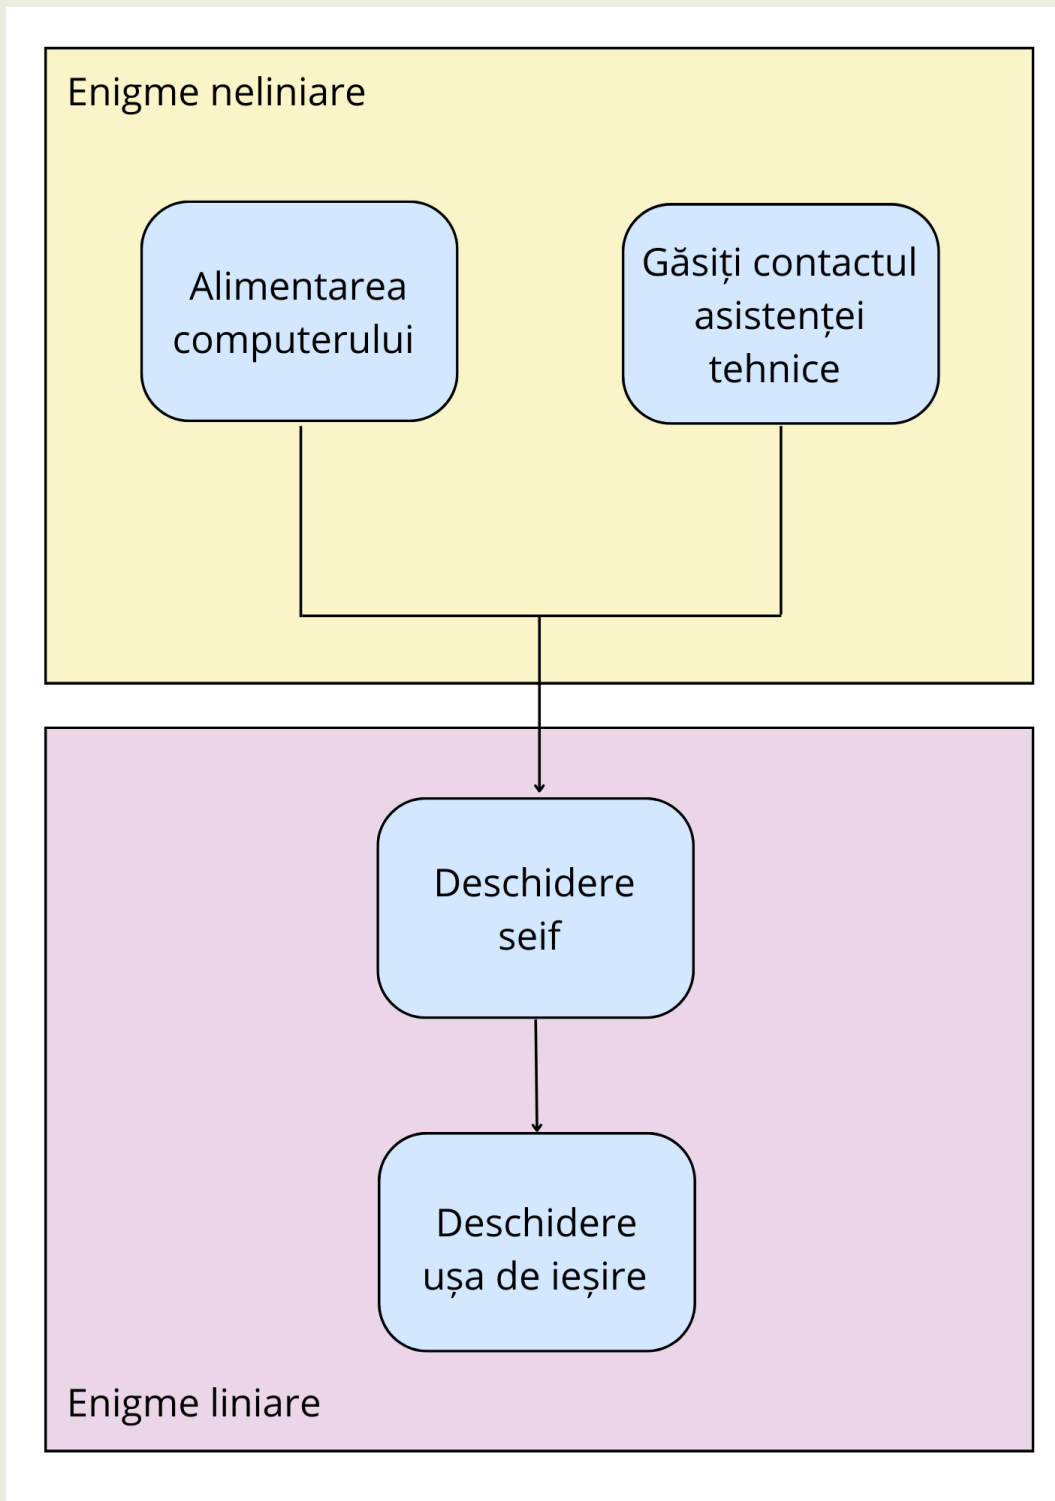 Enigme neliniare
Alimentarea
computerului
Găsiți contactul
asistenței
tehnice
Deschidere
seif
Deschidere
ușa de ieșire
Enigme liniare